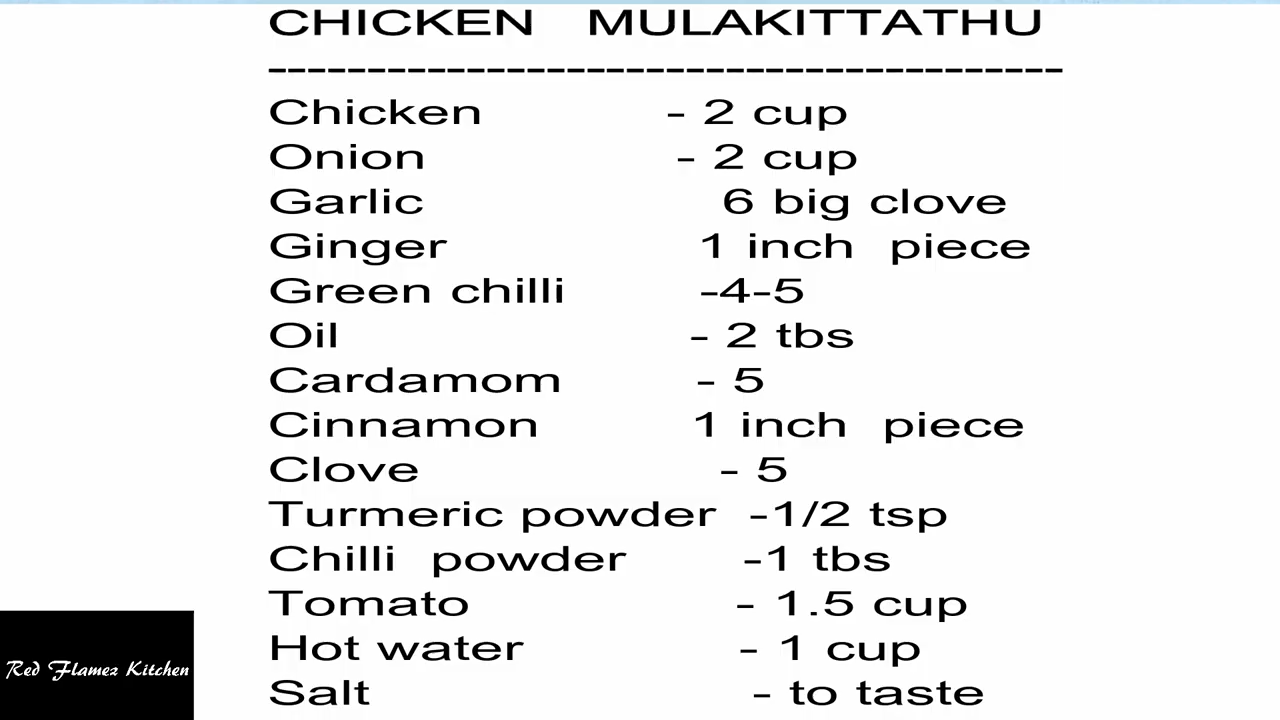 CHICKEN MULAKITTATHU
----------------------------------------
Chicken - 2 cup
Onion - 2 cup
Garlic 6 big clove
Ginger 1 inch piece
Green chilli -4-5
Oil - 2 tbs
Cardamom - 5
Cinnamon 1 inch piece
Clove - 5
Turmeric powder -1/2 tsp
Chilli powder -1 tbs
Tomato - 1.5 cup
Hot water - 1 cup
Salt - to taste
Red Flamez Kitchen